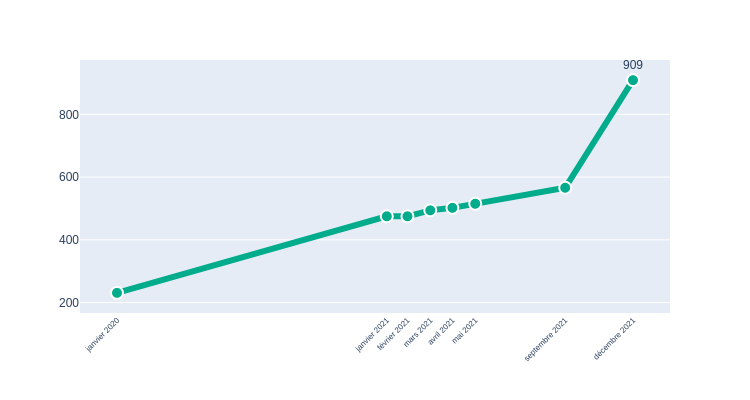 909
800
600
400
200
janvier 2020
janvier 2021
février 2021
mars 2021
avril 2021
mai 2021
septembre 2021
décembre 2021